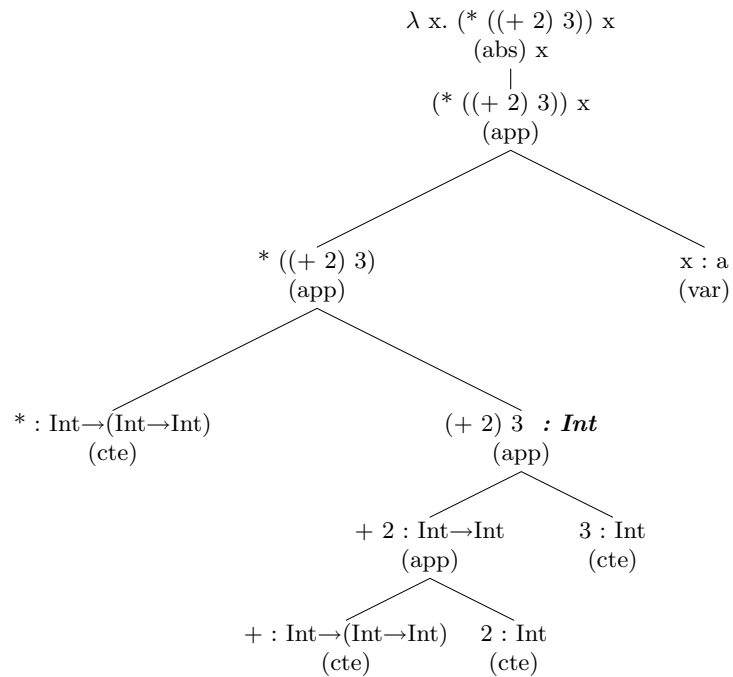 λ x. (* ((+ 2) 3)) x
(abs) x
(* ((+ 2) 3)) x
(app)
* ((+ 2) 3)
(app)
x : a
(var)
* : Int→(Int→Int)
(cte)
(+ 2) 3 : Int
(app)
+ 2 : Int→Int
(app)
3 : Int
(cte)
+ : Int→(Int→Int)
(cte)
2 : Int
(cte)